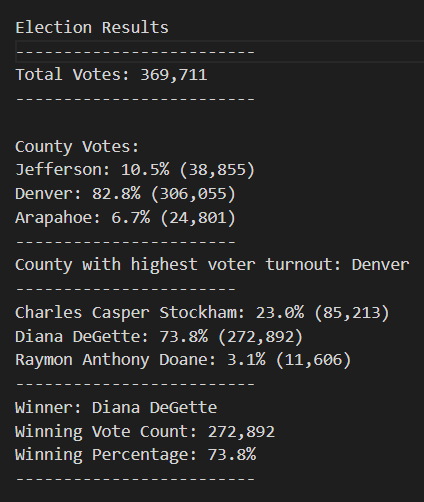 Election Results
-------------------------
Total Votes: 369,711
-------------------------
County Votes:
Jefferson: 10.5% (38,855)
Denver: 82.8% (306,055)
Arapahoe: 6.7% (24,801)
-----------------------
County with highest voter turnout: Denver
-----------------------
Charles Casper Stockham: 23.0% (85,213)
Diana DeGette: 73.8% (272,892)
Raymon Anthony Doane: 3.1% (11,606)
-------------------------
Winner: Diana DeGette
Winning Vote Count: 272,892
Winning Percentage: 73.8%
-------------------------